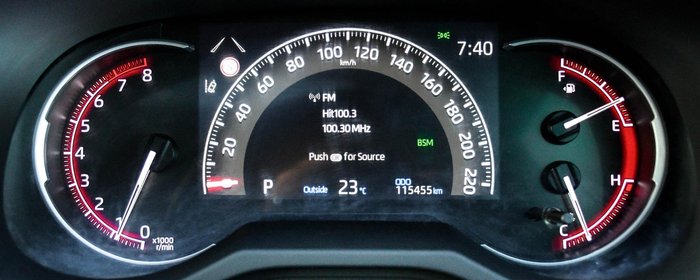 8
7
6
5
4
3
2
1
0
x1000
r/min
7:40
20
40
60
80
100
120
140
160
180
200
220
km/h
FM
Hit100.3
100.30 MHz
BSM
Push for Source
P
Outside 23°C
ODO
115455 km
F
E
H
C